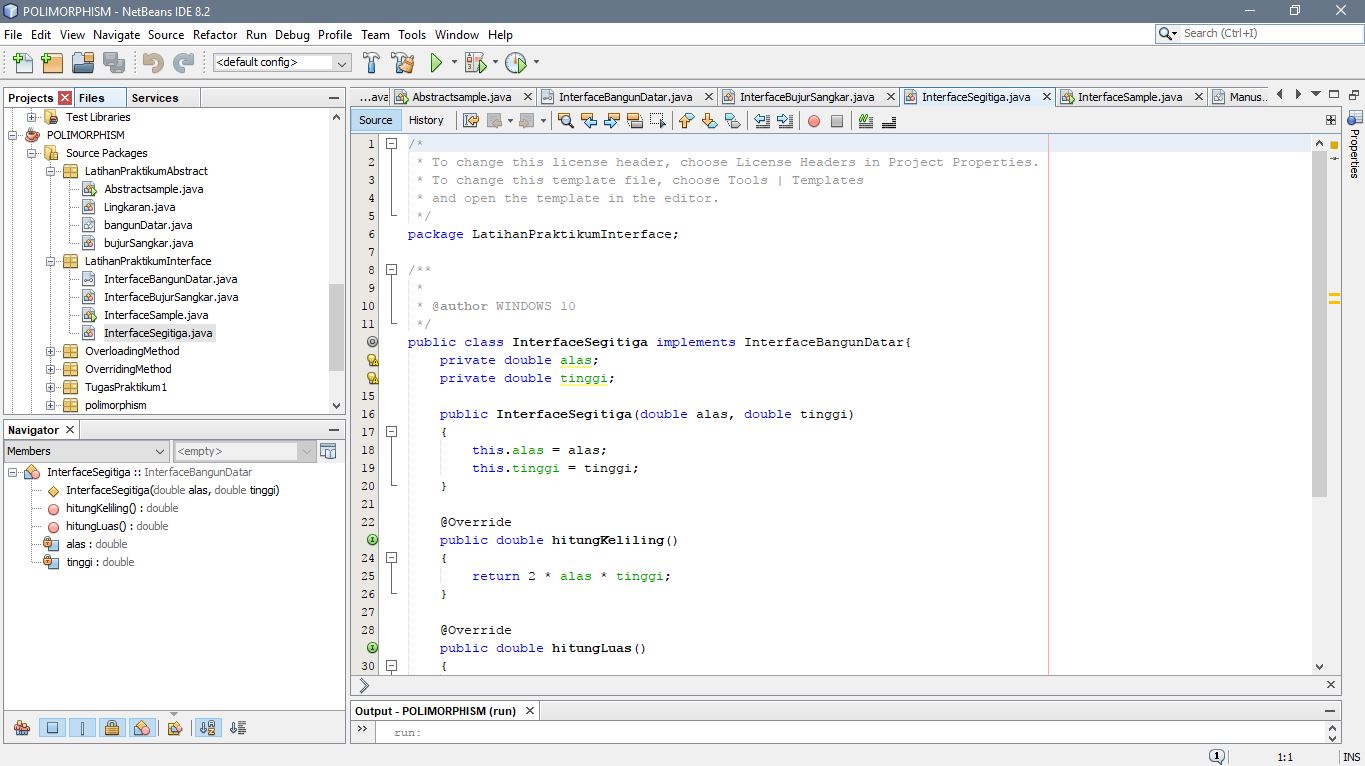 POLIMORPHISM - NetBeans IDE 8.2
File Edit View Navigate Source Refactor Run Debug Profile Team Tools Window Help
Search (Ctrl+I)
<default config>
Projects Files Services
Test Libraries
POLIMORPHISM
Source Packages
LatihanPraktikumAbstract
Abstractsample.java
Lingkaran.java
bangunDatar.java
bujurSangkar.java
LatihanPraktikumInterface
InterfaceBangunDatar.java
InterfaceBujurSangkar.java
InterfaceSample.java
InterfaceSegitiga.java
OverloadingMethod
OverridingMethod
TugasPraktikum1
polimorphism
Navigator
Members <empty>
InterfaceSegitiga :: InterfaceBangunDatar
InterfaceSegitiga(double alas, double tinggi)
hitungKeliling() : double
hitungLuas() : double
alas : double
tinggi : double
...ava Abstractsample.java InterfaceBangunDatar.java InterfaceBujurSangkar.java InterfaceSegitiga.java InterfaceSample.java Manus..
Source History
1 /*
2 * To change this license header, choose License Headers in Project Properties.
3 * To change this template file, choose Tools | Templates
4 * and open the template in the editor.
5 */
6 package LatihanPraktikumInterface;
7
8 /**
9 *
10 * @author WINDOWS 10
11 */
public class InterfaceSegitiga implements InterfaceBangunDatar{
private double alas;
private double tinggi;
15
16 public InterfaceSegitiga(double alas, double tinggi)
17 {
18 this.alas = alas;
19 this.tinggi = tinggi;
20 }
21
22 @Override
public double hitungKeliling()
24 {
25 return 2 * alas * tinggi;
26 }
27
28 @Override
public double hitungLuas()
30 {
Properties
Output - POLIMORPHISM (run)
run:
1
1:1 INS